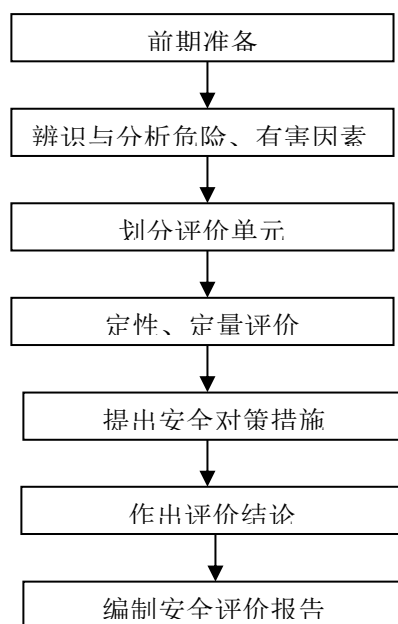 前期准备
辨识与分析危险、有害因素
划分评价单元
定性、定量评价
提出安全对策措施
作出评价结论
编制安全评价报告